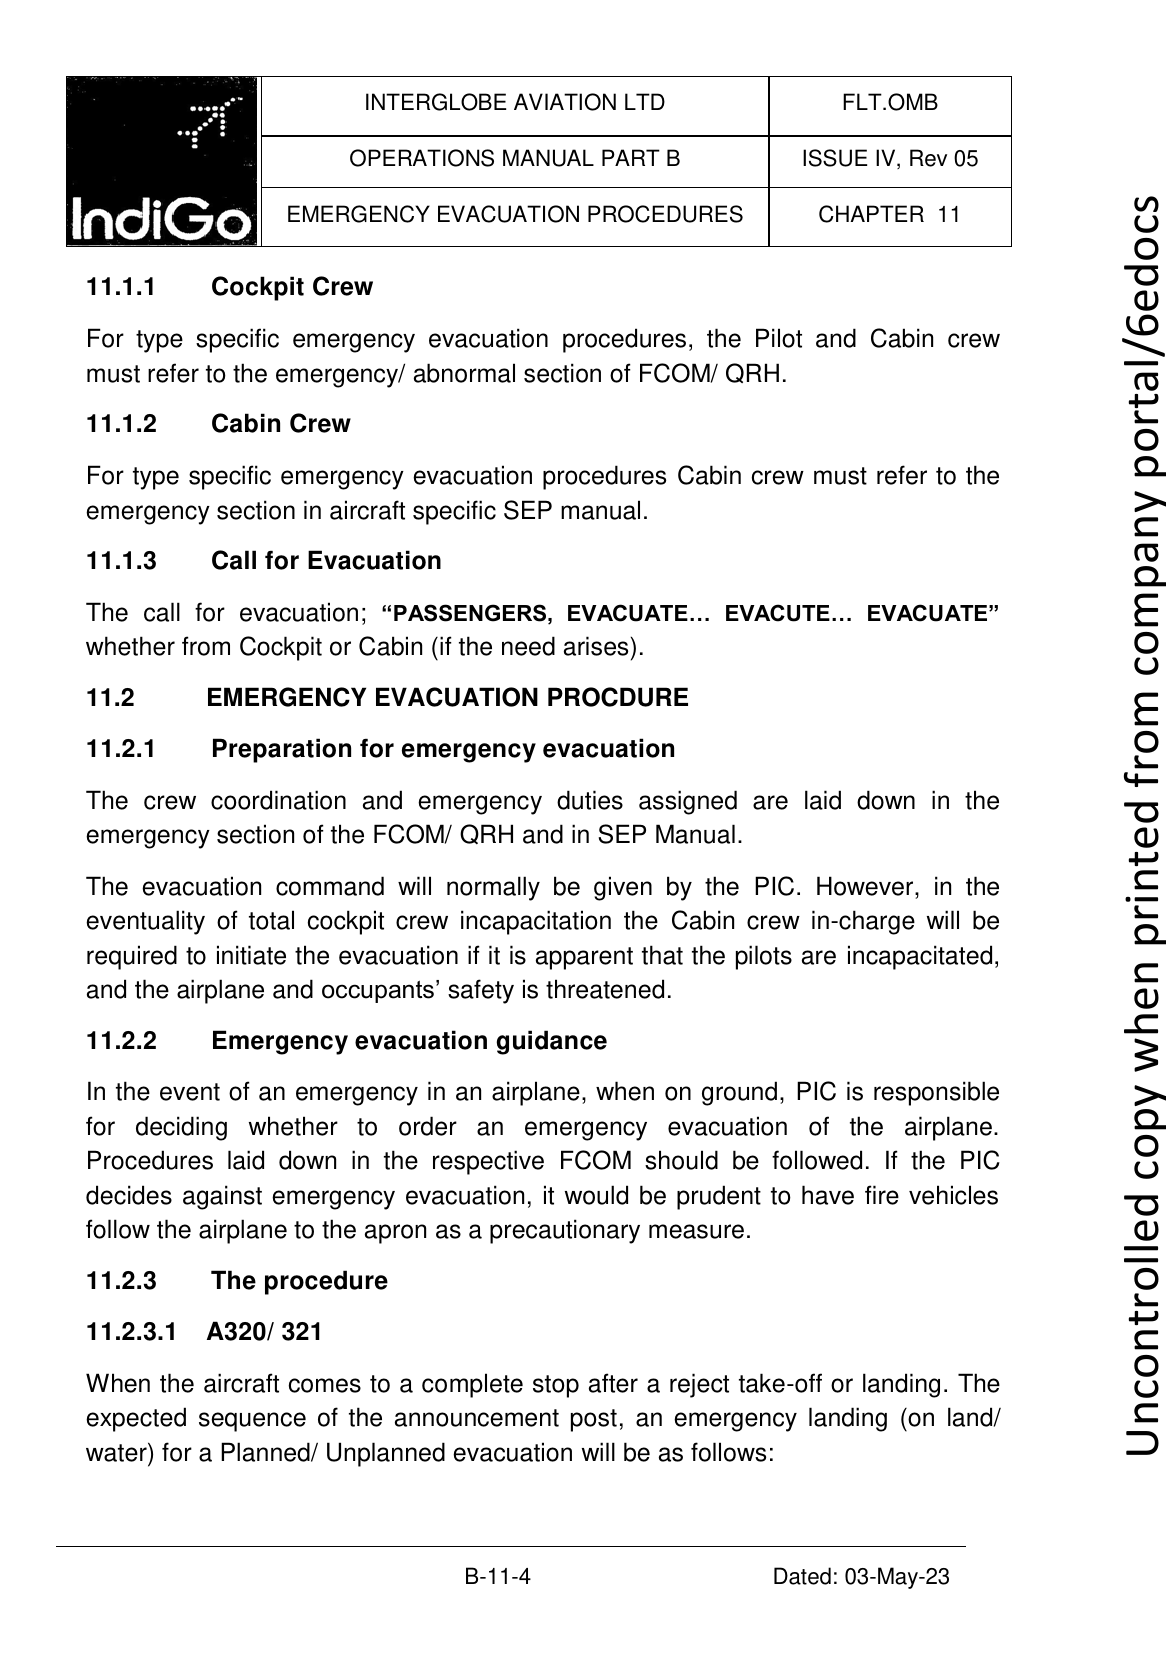 IndiGo
INTERGLOBE AVIATION LTD
FLT.OMB
OPERATIONS MANUAL PART B
ISSUE IV, Rev 05
EMERGENCY EVACUATION PROCEDURES
CHAPTER 11
11.1.1 Cockpit Crew
For type specific emergency evacuation procedures, the Pilot and Cabin crew
must refer to the emergency/ abnormal section of FCOM/ QRH.
11.1.2 Cabin Crew
For type specific emergency evacuation procedures Cabin crew must refer to the
emergency section in aircraft specific SEP manual.
11.1.3 Call for Evacuation
The call for evacuation; “PASSENGERS, EVACUATE… EVACUTE… EVACUATE”
whether from Cockpit or Cabin (if the need arises).
11.2 EMERGENCY EVACUATION PROCDURE
11.2.1 Preparation for emergency evacuation
The crew coordination and emergency duties assigned are laid down in the
emergency section of the FCOM/ QRH and in SEP Manual.
The evacuation command will normally be given by the PIC. However, in the
eventuality of total cockpit crew incapacitation the Cabin crew in-charge will be
required to initiate the evacuation if it is apparent that the pilots are incapacitated,
and the airplane and occupants’ safety is threatened.
11.2.2 Emergency evacuation guidance
In the event of an emergency in an airplane, when on ground, PIC is responsible
for deciding whether to order an emergency evacuation of the airplane.
Procedures laid down in the respective FCOM should be followed. If the PIC
decides against emergency evacuation, it would be prudent to have fire vehicles
follow the airplane to the apron as a precautionary measure.
11.2.3 The procedure
11.2.3.1 A320/ 321
When the aircraft comes to a complete stop after a reject take-off or landing. The
expected sequence of the announcement post, an emergency landing (on land/
water) for a Planned/ Unplanned evacuation will be as follows:
B-11-4
Dated: 03-May-23
Uncontrolled copy when printed from company portal/6edocs